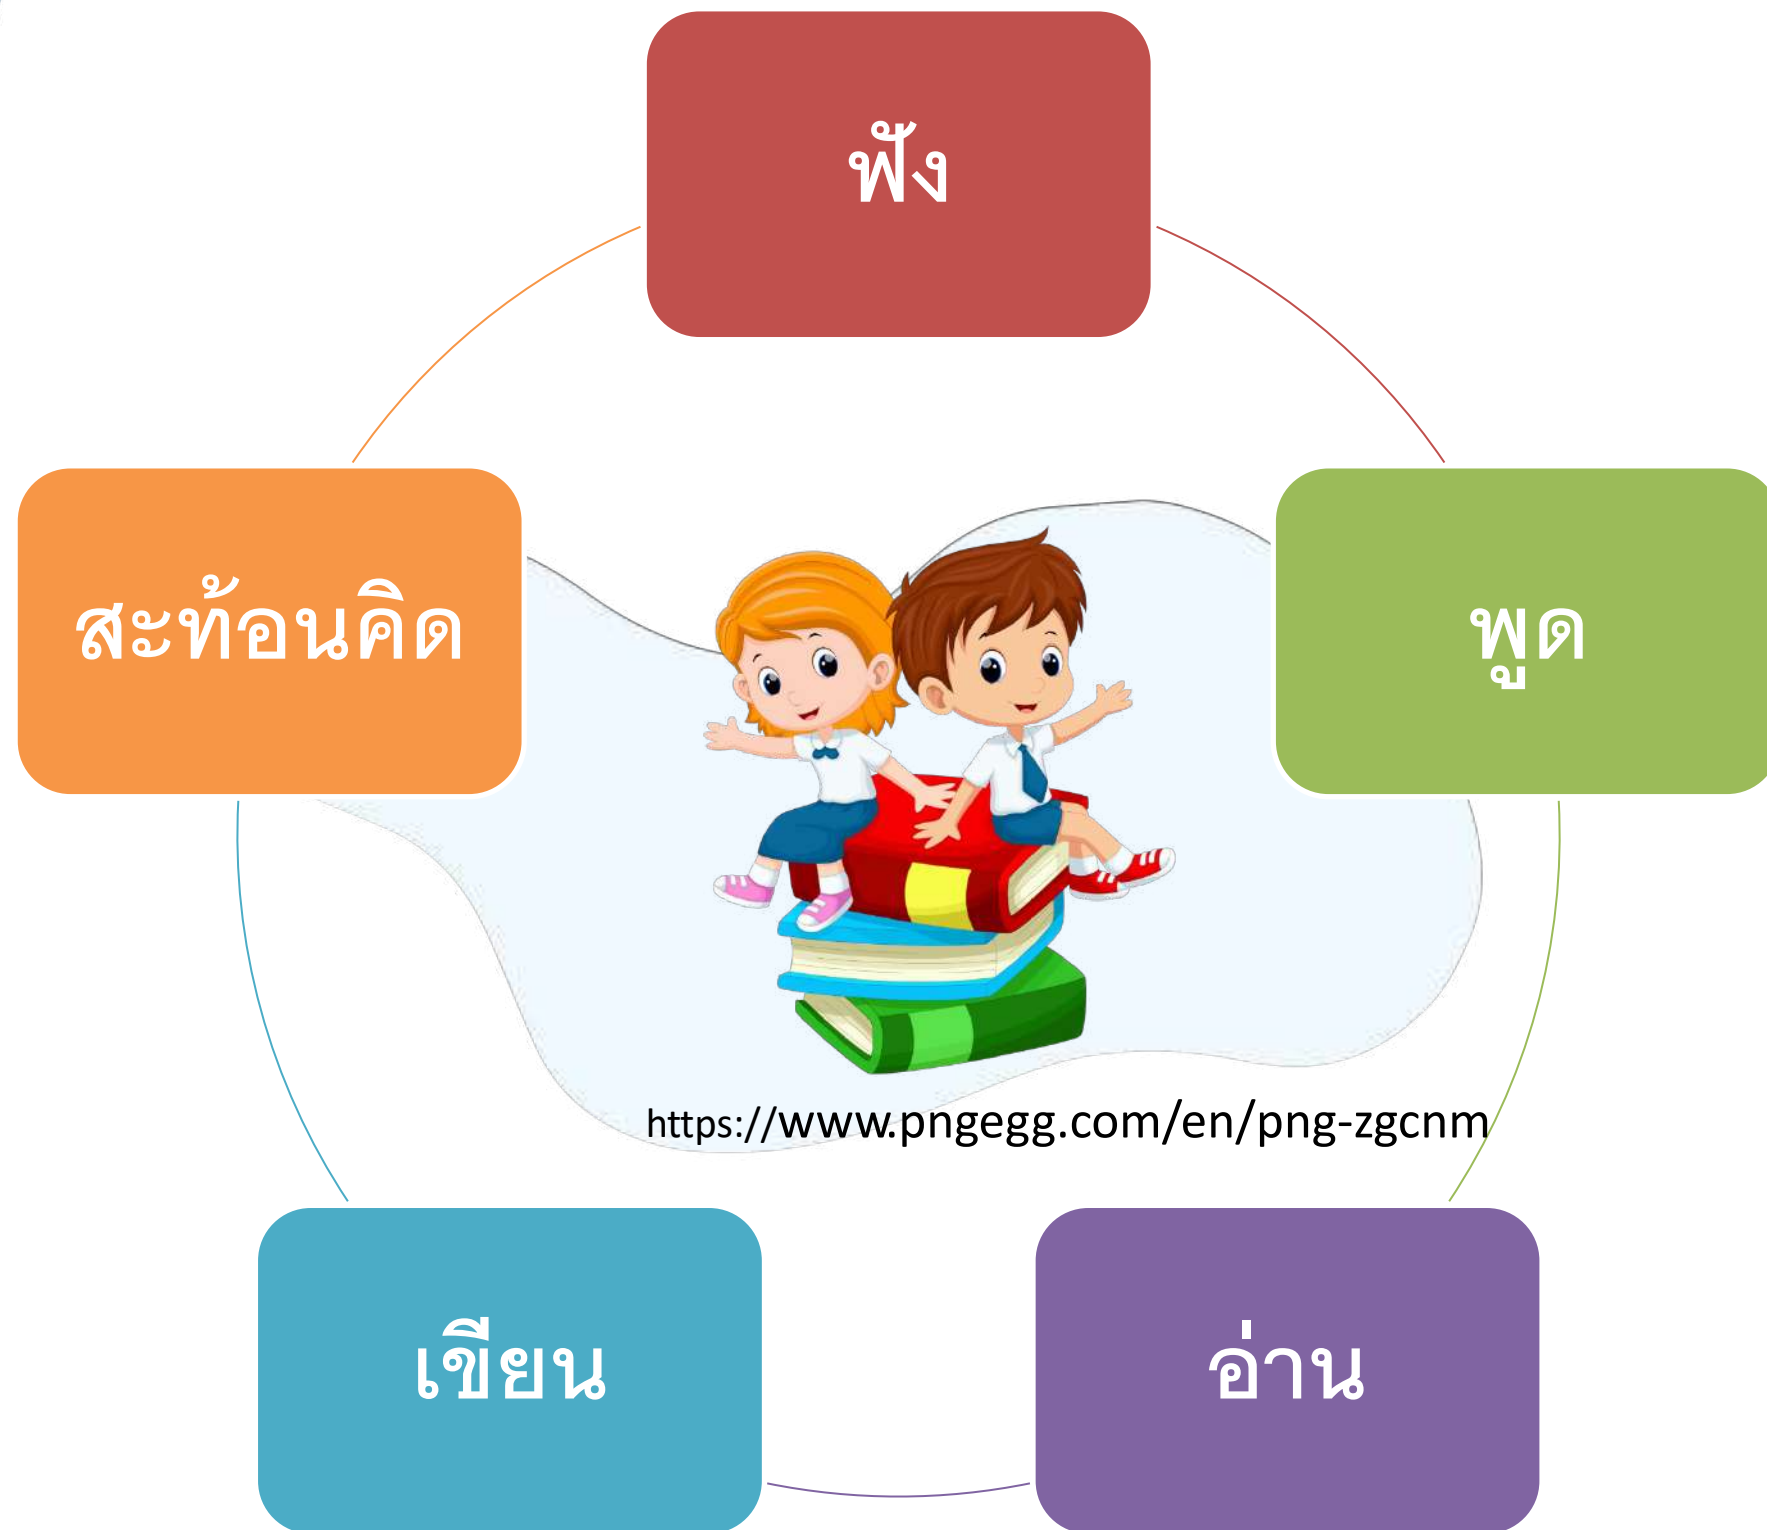 ฟัง
พูด
อ่าน
เขียน
สะท้อนคิด
https://www.pngegg.com/en/png-zgcnm